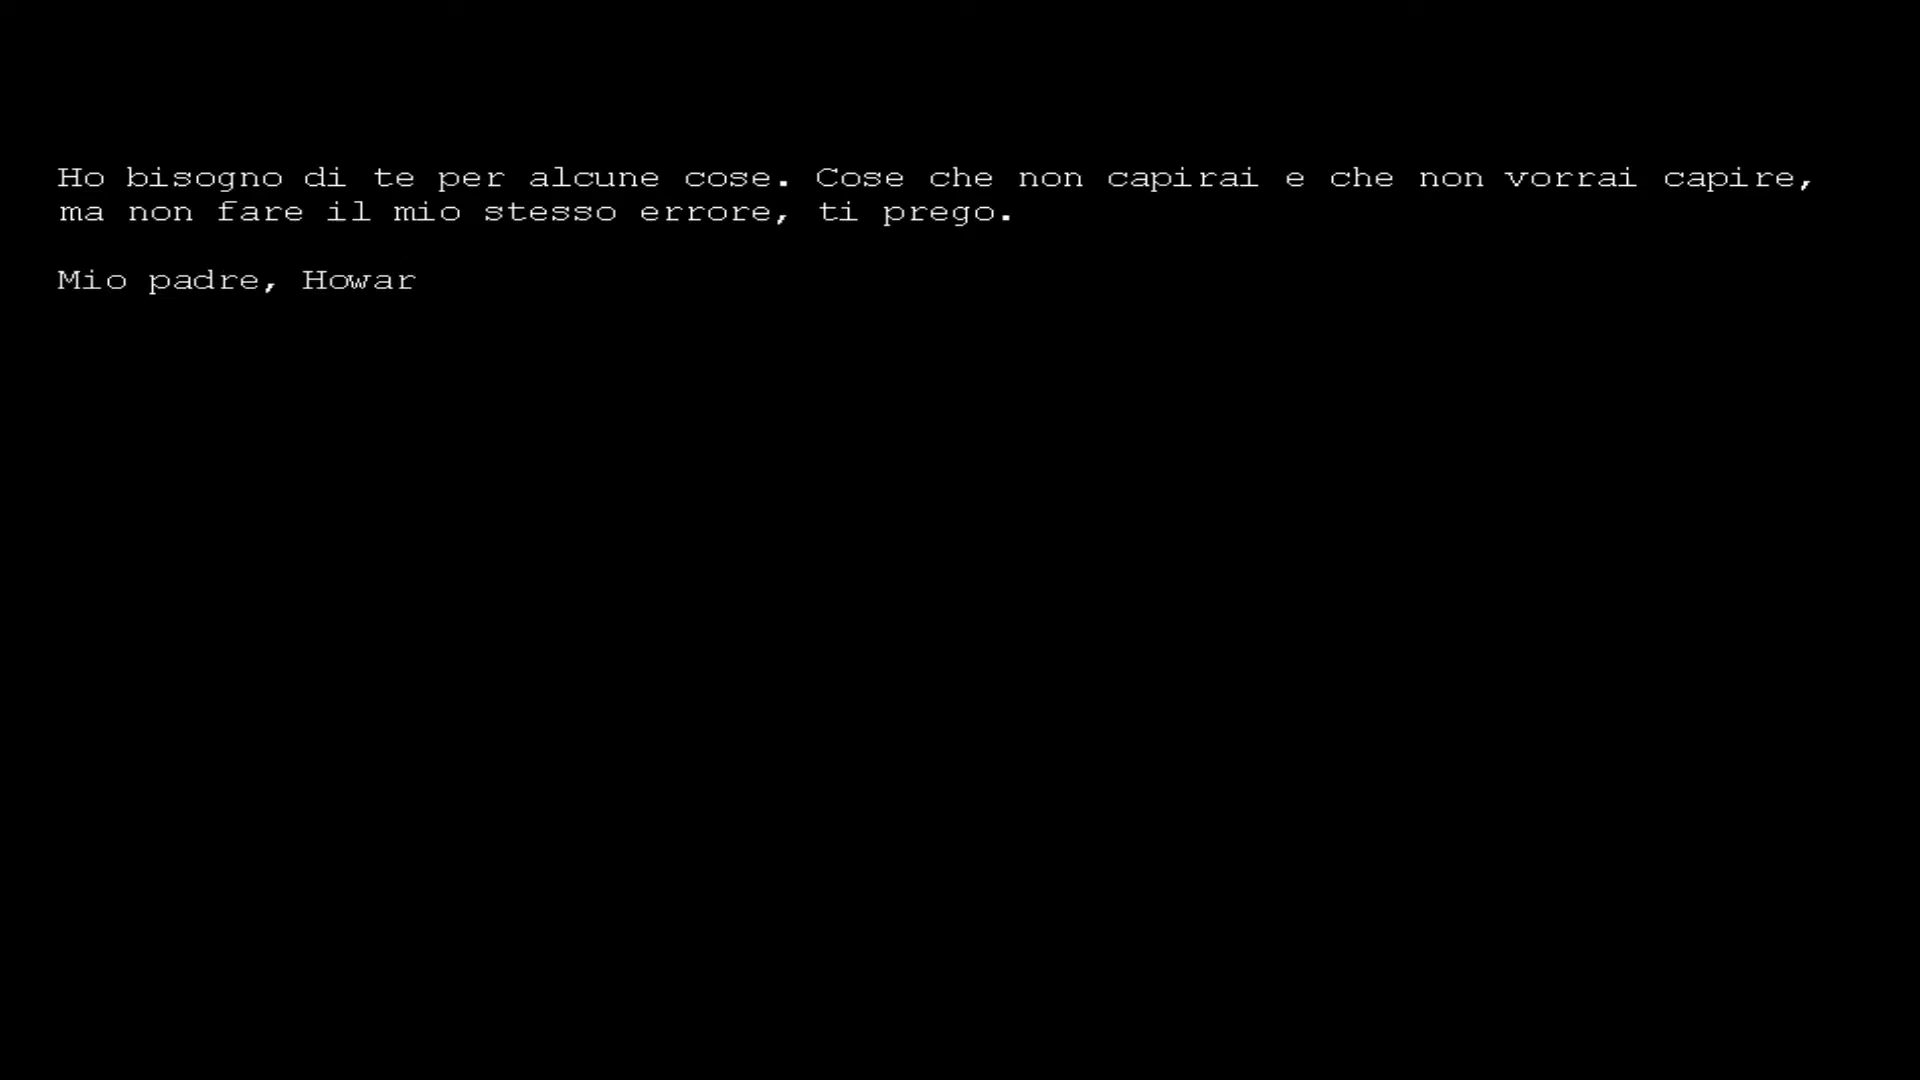 Ho bisogno di te per alcune cose. Cose che non capirai e che non vorrai capire,
ma non fare il mio stesso errore, ti prego.
Mio padre, Howar